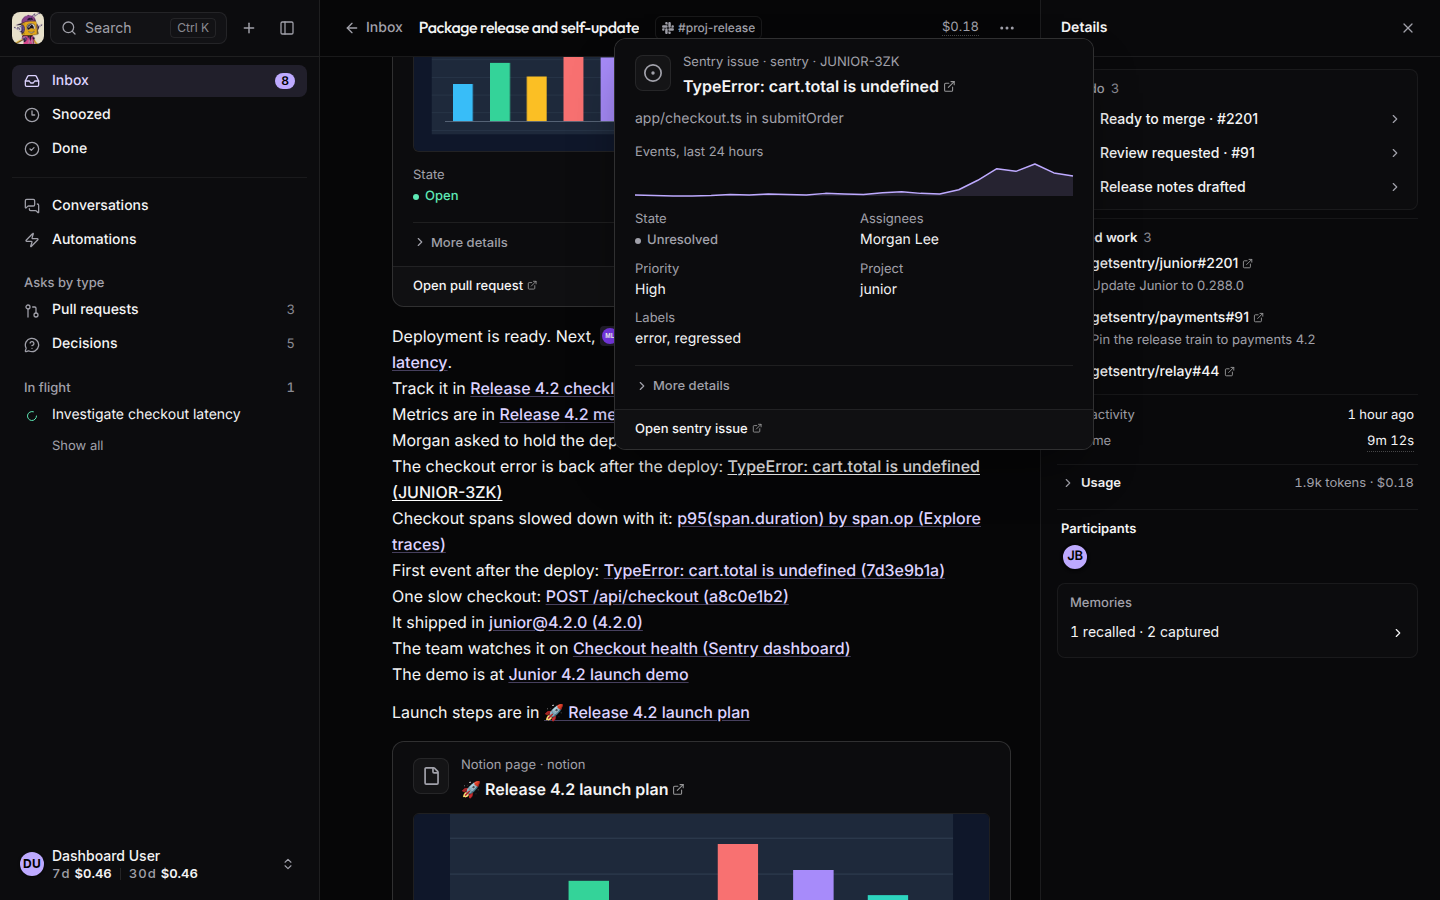 Search
Ctrl K
Inbox
8
Snoozed
Done
Conversations
Automations
Asks by type
Pull requests
3
Decisions
5
In flight
1
Investigate checkout latency
Show all
DU
Dashboard User
7d $0.46
30d $0.46
Inbox
Package release and self-update
#proj-release
$0.18
State
Open
More details
Open pull request
Deployment is ready. Next,
latency.
Track it in Release 4.2 checkl
Metrics are in Release 4.2 me
Morgan asked to hold the dep
The checkout error is back after the deploy: TypeError: cart.total is undefined
(JUNIOR-3ZK)
Checkout spans slowed down with it: p95(span.duration) by span.op (Explore
traces)
First event after the deploy: TypeError: cart.total is undefined (7d3e9b1a)
One slow checkout: POST /api/checkout (a8c0e1b2)
It shipped in junior@4.2.0 (4.2.0)
The team watches it on Checkout health (Sentry dashboard)
The demo is at Junior 4.2 launch demo
Launch steps are in 🚀 Release 4.2 launch plan
Notion page · notion
🚀 Release 4.2 launch plan
Sentry issue · sentry · JUNIOR-3ZK
TypeError: cart.total is undefined
app/checkout.ts in submitOrder
Events, last 24 hours
State
Unresolved
Assignees
Morgan Lee
Priority
High
Project
junior
Labels
error, regressed
More details
Open sentry issue
Details
do 3
Ready to merge · #2201
Review requested · #91
Release notes drafted
d work 3
getsentry/junior#2201
Update Junior to 0.288.0
getsentry/payments#91
Pin the release train to payments 4.2
getsentry/relay#44
activity
1 hour ago
me
9m 12s
Usage
1.9k tokens · $0.18
Participants
JB
Memories
1 recalled · 2 captured